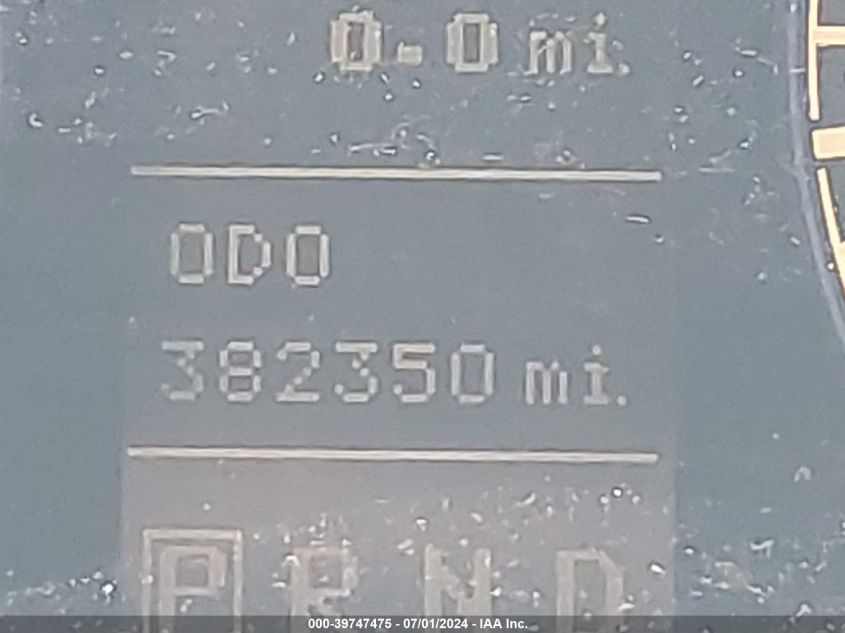 0.0 mi.
ODO
382350 mi.
P R N D
000-39747475 - 07/01/2024 - IAA Inc.